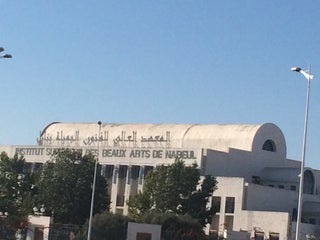 المعهد العالي للفنون الجميلة بنابل
INSTITUT SUPERIEUR DES BEAUX ARTS DE NABEUL